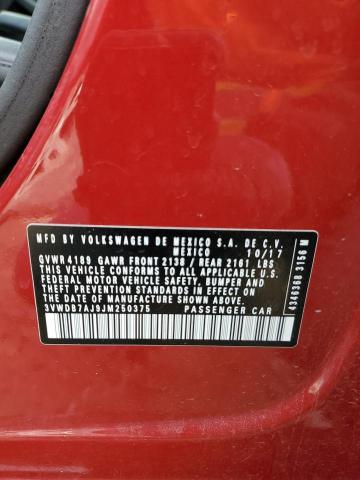 MFD BY VOLKSWAGEN DE MEXICO S.A. DE C.V.
MEXICO 10/17
GVWR 4189 GAWR FRONT 2138 / REAR 2161 LBS
THIS VEHICLE CONFORMS TO ALL APPLICABLE U.S.
FEDERAL MOTOR VEHICLE SAFETY, BUMPER AND
THEFT PREVENTION STANDARDS IN EFFECT ON THE
DATE OF MANUFACTURE SHOWN ABOVE.
3VWDB7AJ9JM250375 PASSENGER CAR
4346368 3156 M